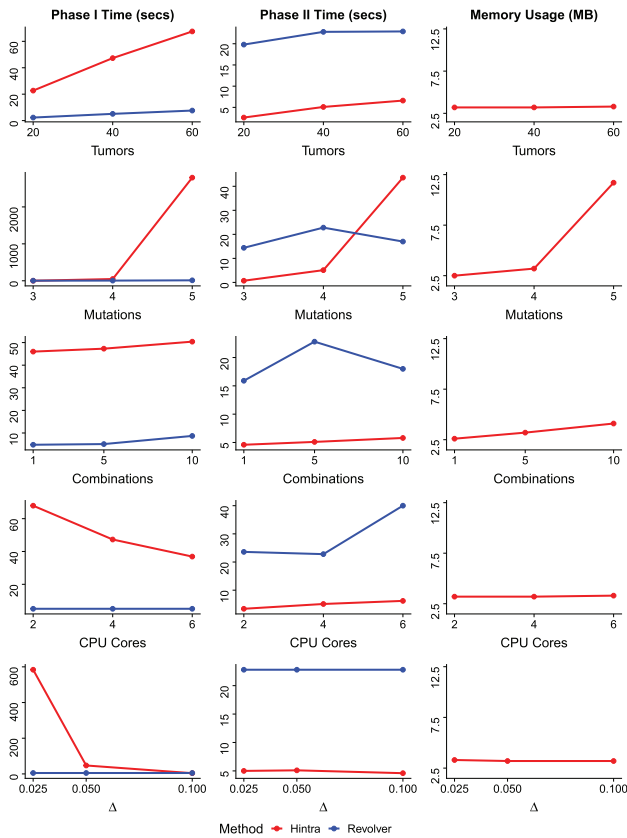 Phase I Time (secs) Phase II Time (secs) Memory Usage (MB)
0 20 40 60
20 40 60
Tumors
5 10 15 20
20 40 60
Tumors
2.5 7.5 12.5
20 40 60
Tumors
0 1000 2000
3 4 5
Mutations
0 10 20 30 40
3 4 5
Mutations
2.5 7.5 12.5
3 4 5
Mutations
10 20 30 40 50
1 5 10
Combinations
5 10 15 20
1 5 10
Combinations
2.5 7.5 12.5
1 5 10
Combinations
20 40 60
2 4 6
CPU Cores
10 20 30 40
2 4 6
CPU Cores
2.5 7.5 12.5
2 4 6
CPU Cores
0 200 400 600
0.025 0.050 0.100
Δ
5 10 15 20
0.025 0.050 0.100
Δ
2.5 7.5 12.5
0.025 0.050 0.100
Δ
Method Hintra Revolver